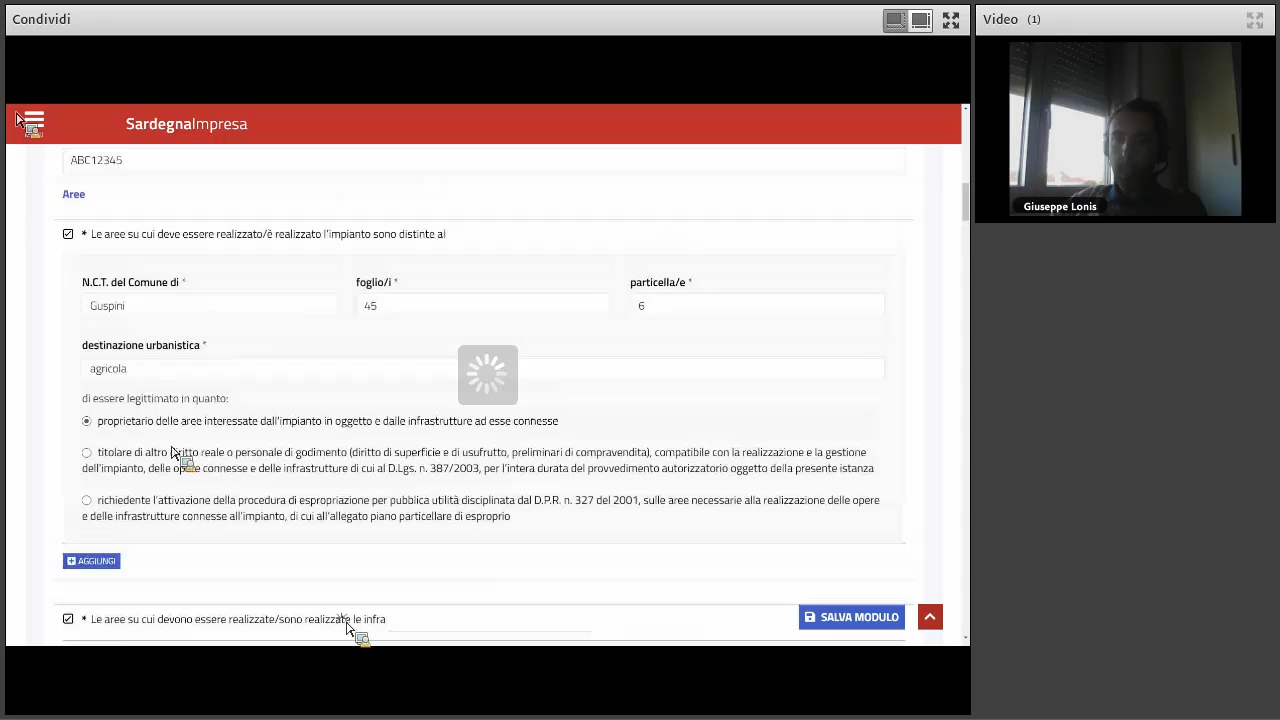 Condividi
Video (1)
SardegnaImpresa
ABC12345
Aree
* Le aree su cui deve essere realizzato/è realizzato l'impianto sono distinte al
N.C.T. del Comune di * foglio/i * particella/e *
Guspini 45 6
destinazione urbanistica *
agricola
di essere legittimato in quanto:
proprietario delle aree interessate dall'impianto in oggetto e dalle infrastrutture ad esse connesse
titolare di altro diritto reale o personale di godimento (diritto di superficie e di usufrutto, preliminari di compravendita), compatibile con la realizzazione e la gestione
dell'impianto, delle opere connesse e delle infrastrutture di cui al D.Lgs. n. 387/2003, per l'intera durata del provvedimento autorizzatorio oggetto della presente istanza
richiedente l'attivazione della procedura di espropriazione per pubblica utilità disciplinata dal D.P.R. n. 327 del 2001, sulle aree necessarie alla realizzazione delle opere
e delle infrastrutture connesse all'impianto, di cui all'allegato piano particellare di esproprio
AGGIUNGI
* Le aree su cui devono essere realizzate/sono realizzate le infra
SALVA MODULO
Giuseppe Lonis